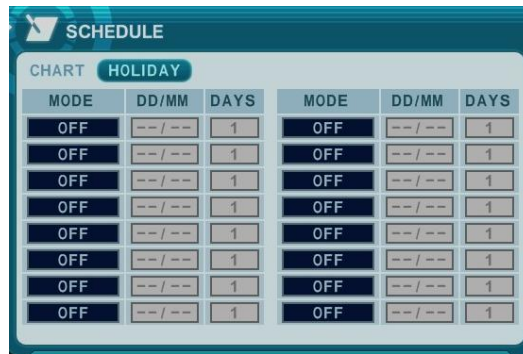 SCHEDULE
CHART HOLIDAY
MODE DD/MM DAYS MODE DD/MM DAYS
OFF --/-- 1 OFF --/-- 1
OFF --/-- 1 OFF --/-- 1
OFF --/-- 1 OFF --/-- 1
OFF --/-- 1 OFF --/-- 1
OFF --/-- 1 OFF --/-- 1
OFF --/-- 1 OFF --/-- 1
OFF --/-- 1 OFF --/-- 1
OFF --/-- 1 OFF --/-- 1